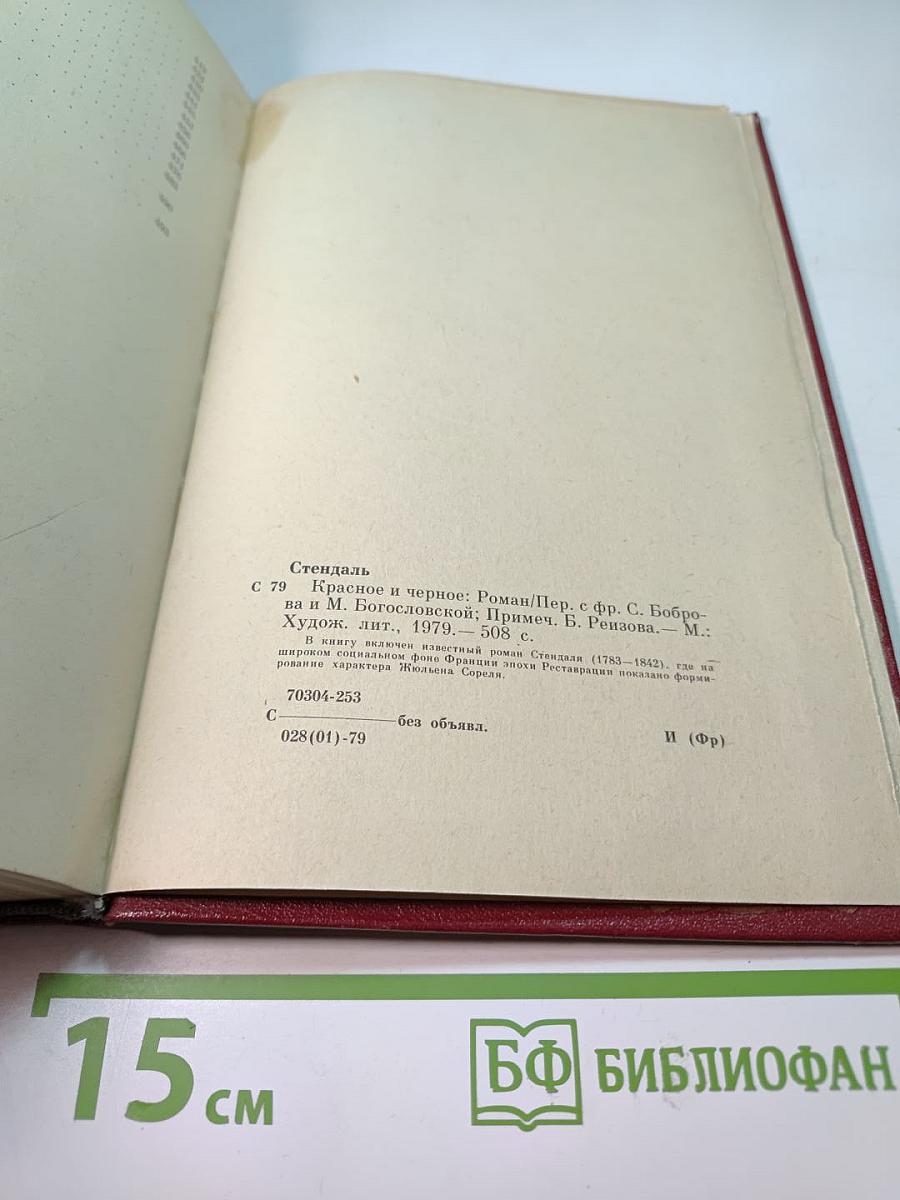 Стендаль
С 79 Красное и черное: Роман/Пер. с фр. С. Бобро-
ва и М. Богословской; Примеч. Б. Реизова.— М.:
Худож. лит., 1979.— 508 с.
В книгу включен известный роман Стендаля (1783—1842), где на
широком социальном фоне Франции эпохи Реставрации показано форми-
рование характера Жюльена Сореля.
70304-253
С————без объявл.
028(01)-79
И (Фр)
15 см
БФ БИБЛИОФАН